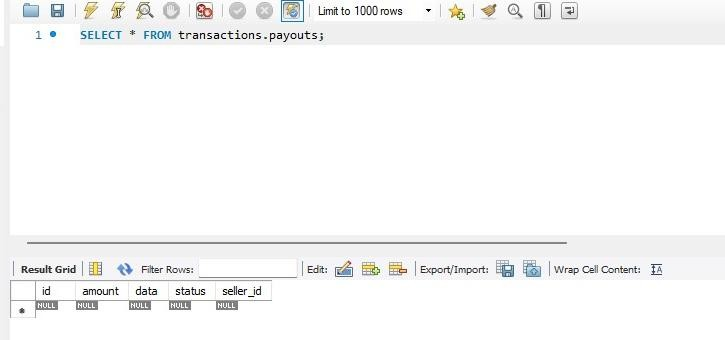 Limit to 1000 rows
1 SELECT * FROM transactions.payouts;
Result Grid Filter Rows: Edit: Export/Import: Wrap Cell Content: IA
id amount data status seller_id
NULL NULL NULL NULL NULL